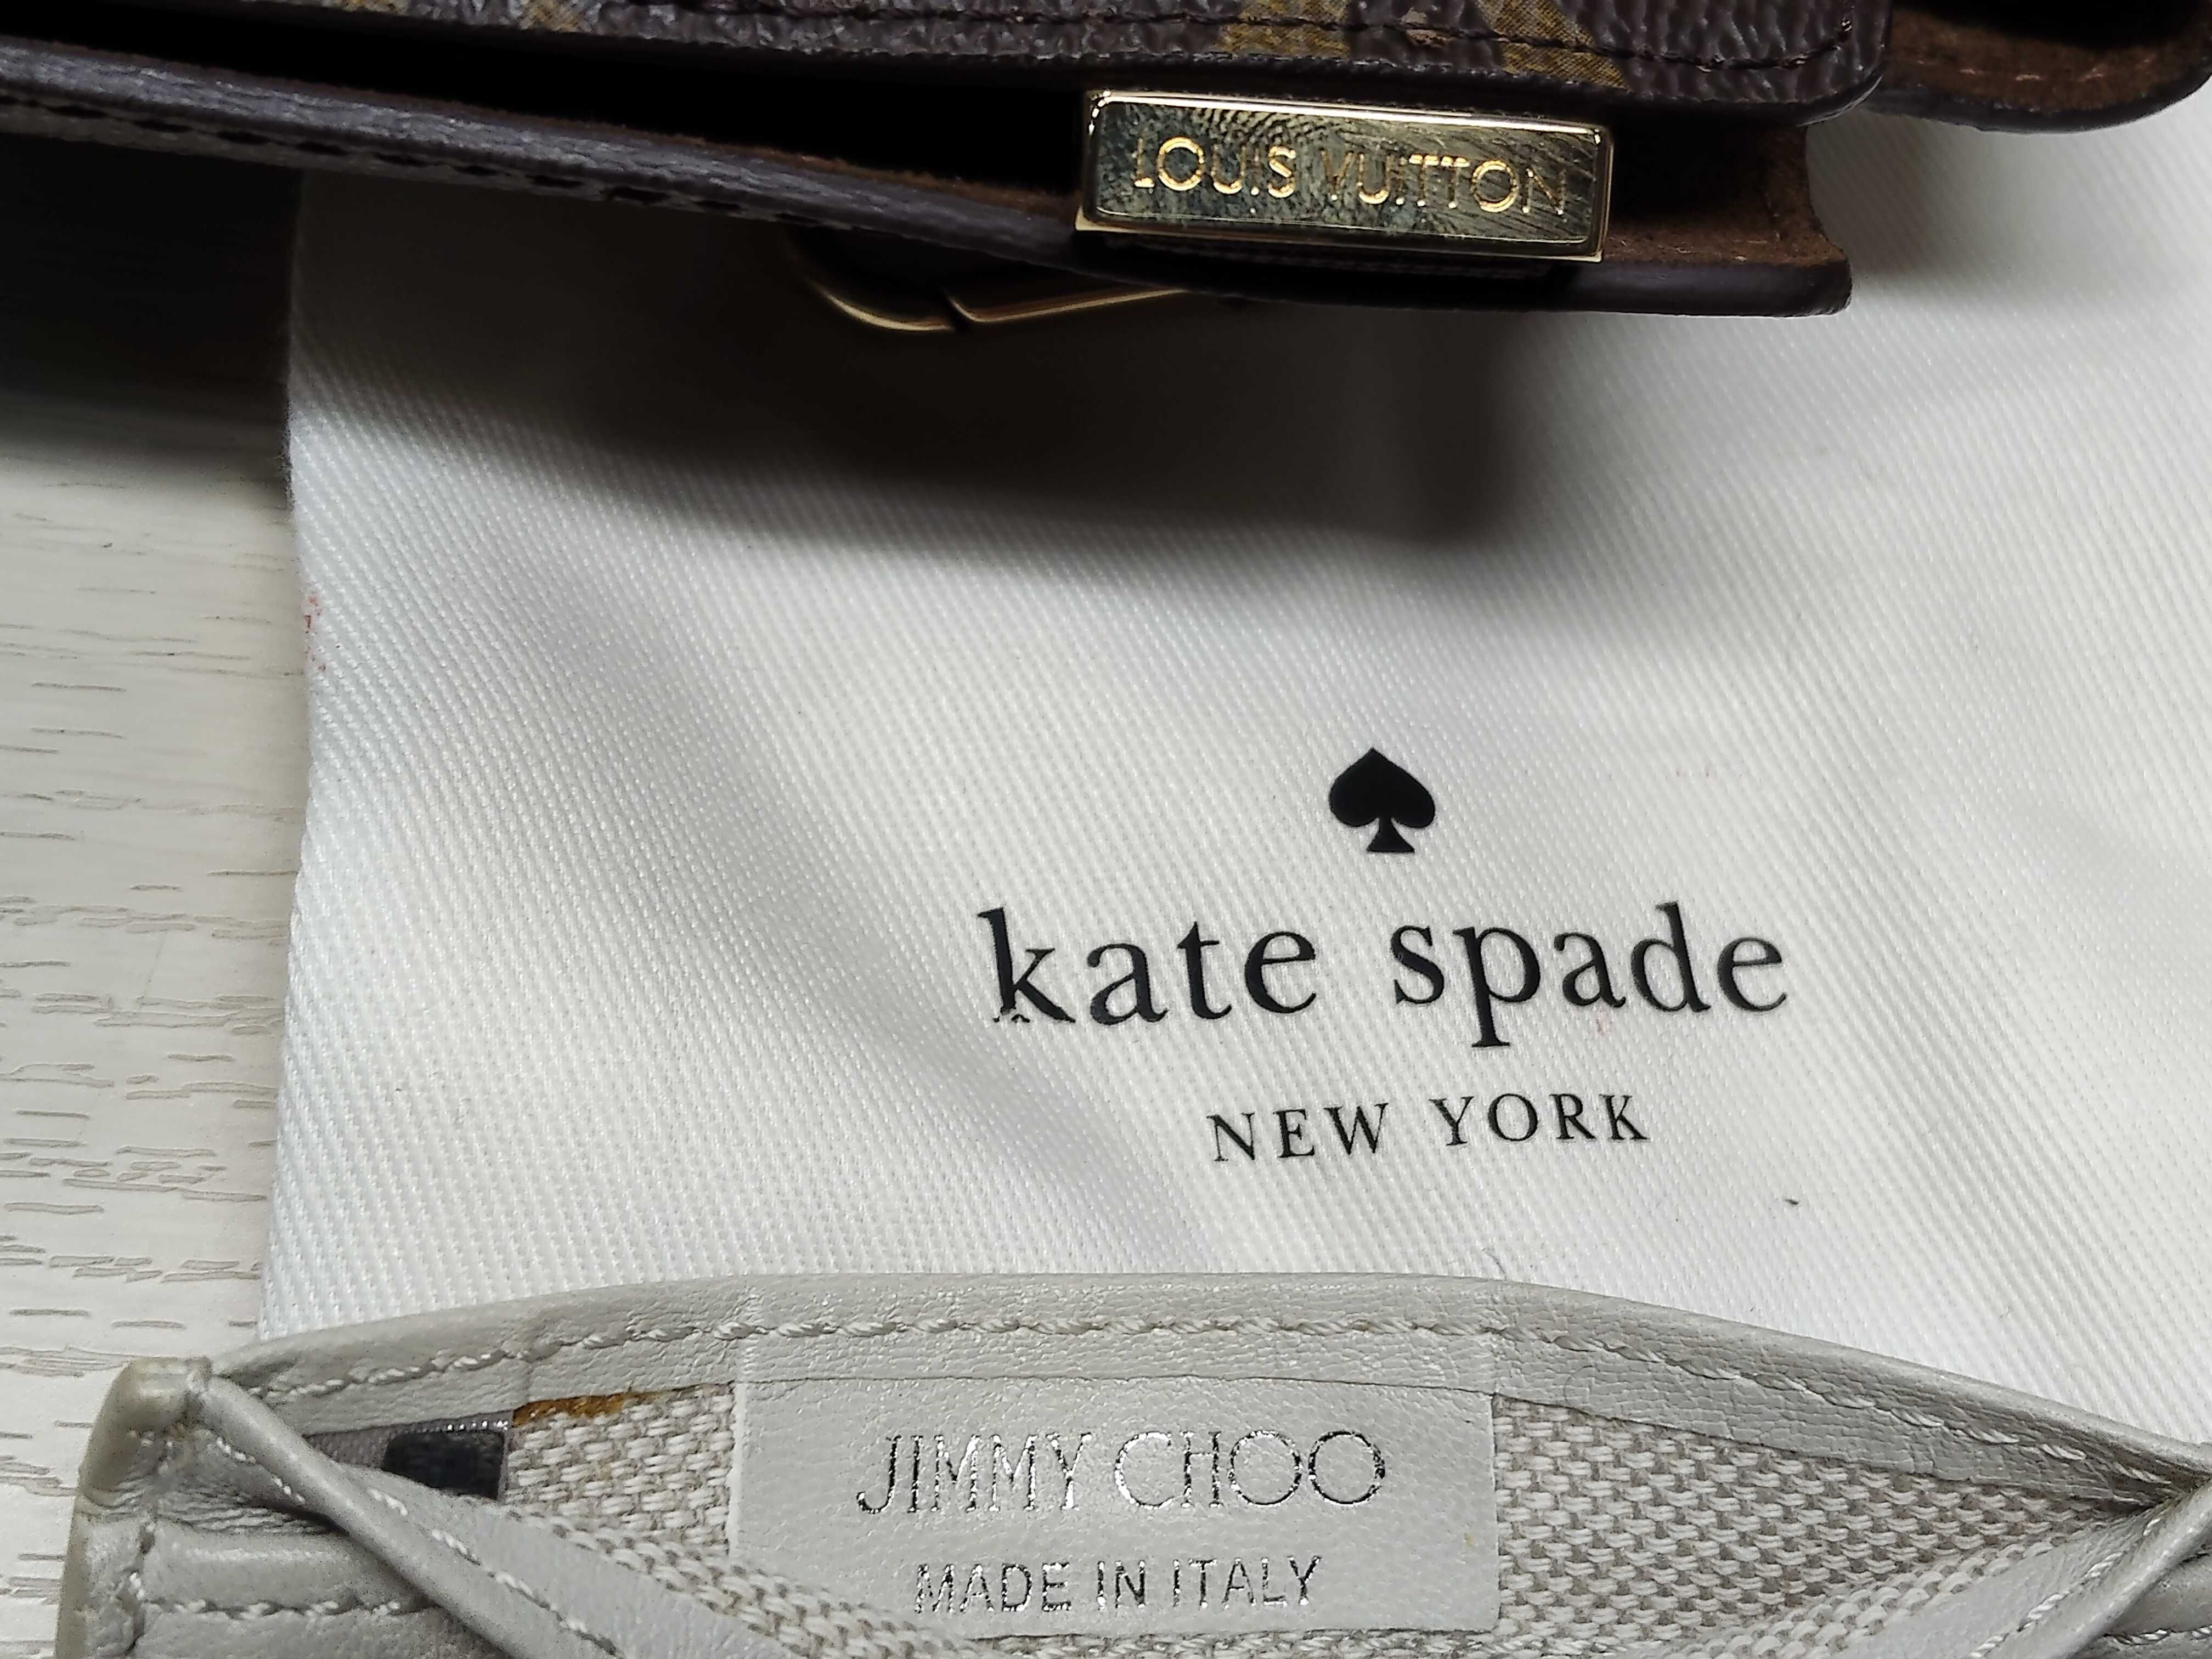 LOUIS VUITTON
kate spade
NEW YORK
JIMMY CHOO
MADE IN ITALY